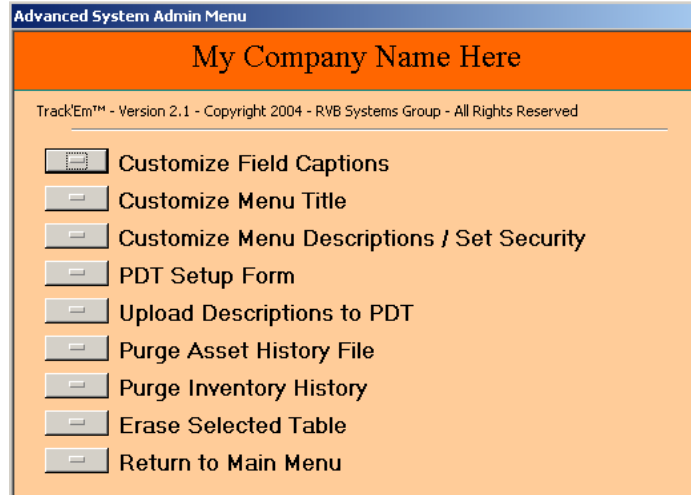 Advanced System Admin Menu
My Company Name Here
Track'Em™ - Version 2.1 - Copyright 2004 - RVB Systems Group - All Rights Reserved
Customize Field Captions
Customize Menu Title
Customize Menu Descriptions / Set Security
PDT Setup Form
Upload Descriptions to PDT
Purge Asset History File
Purge Inventory History
Erase Selected Table
Return to Main Menu